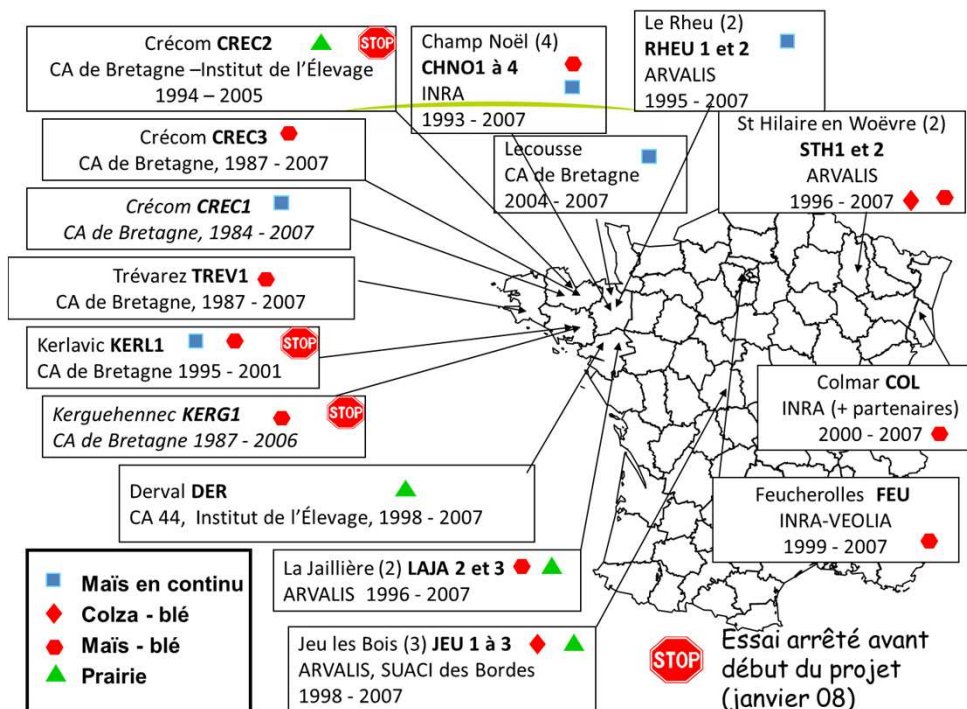 Crécom CREC2
STOP
CA de Bretagne –Institut de l'Élevage
1994 – 2005
Champ Noël (4)
CHNO1 à 4
INRA
1993 - 2007
Le Rheu (2)
RHEU 1 et 2
ARVALIS
1995 - 2007
Crécom CREC3
CA de Bretagne, 1987 - 2007
Lecousse
CA de Bretagne
2004 - 2007
St Hilaire en Woëvre (2)
STH1 et 2
ARVALIS
1996 - 2007
Crécom CREC1
CA de Bretagne, 1984 - 2007
Trévarez TREV1
CA de Bretagne, 1987 - 2007
Kerlavic KERL1
STOP
CA de Bretagne 1995 - 2001
Kerguehennec KERG1
STOP
CA de Bretagne 1987 - 2006
Colmar COL
INRA (+ partenaires)
2000 - 2007
Derval DER
CA 44, Institut de l'Élevage, 1998 - 2007
Feucherolles FEU
INRA-VEOLIA
1999 - 2007
La Jaillière (2) LAJA 2 et 3
ARVALIS 1996 - 2007
Jeu les Bois (3) JEU 1 à 3
ARVALIS, SUACI des Bordes
1998 - 2007
Maïs en continu
Colza - blé
Maïs - blé
Prairie
STOP
Essai arrêté avant
début du projet
(janvier 08)